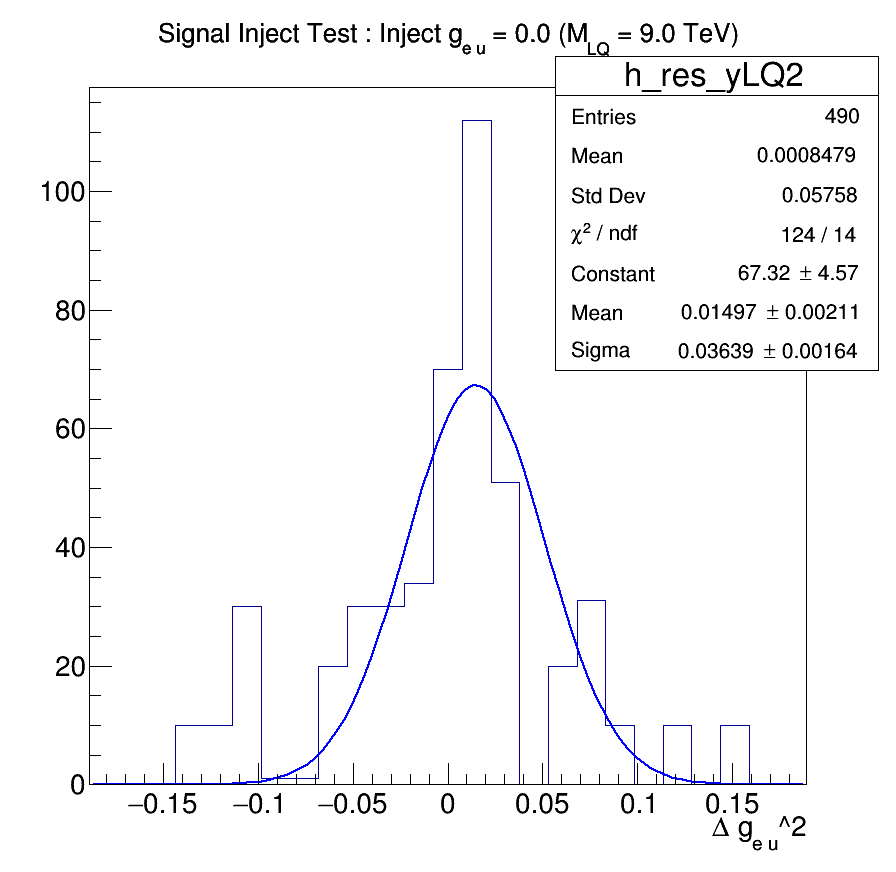 Signal Inject Test : Inject g_{e u} = 0.0 (M_{LQ} = 9.0 TeV)
h_res_yLQ2
Entries 490
Mean 0.0008479
Std Dev 0.05758
χ² / ndf 124 / 14
Constant 67.32 ± 4.57
Mean 0.01497 ± 0.00211
Sigma 0.03639 ± 0.00164
100
80
60
40
20
0
−0.15 −0.1 −0.05 0 0.05 0.1 0.15
Δ g_{e u}^2